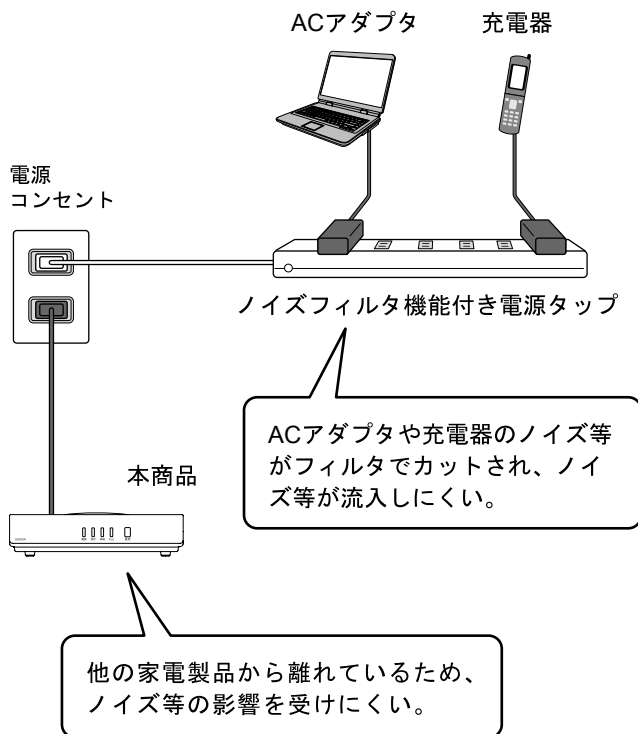 ACアダプタ
充電器
電源
コンセント
ノイズフィルタ機能付き電源タップ
ACアダプタや充電器のノイズ等
がフィルタでカットされ、ノイ
ズ等が流入しにくい。
本商品
他の家電製品から離れているため、
ノイズ等の影響を受けにくい。